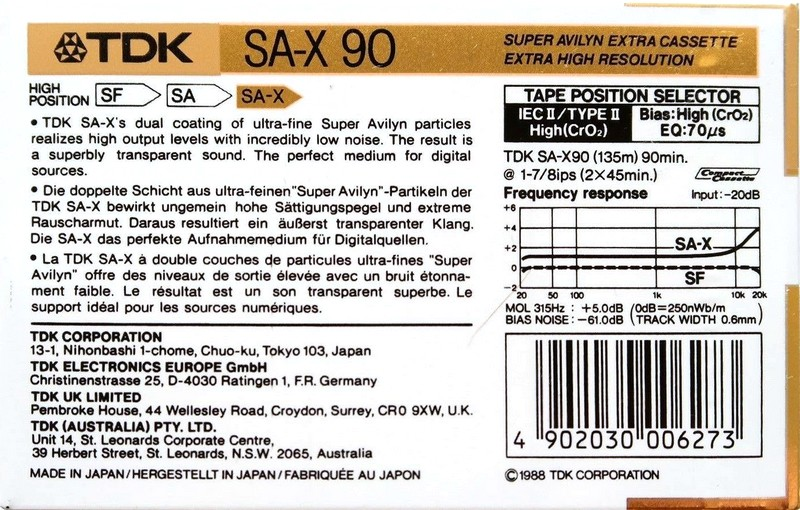 TDK SA-X 90
SUPER AVILYN EXTRA CASSETTE
EXTRA HIGH RESOLUTION
HIGH
POSITION SF SA SA-X
• TDK SA-X's dual coating of ultra-fine Super Avilyn particles
realizes high output levels with incredibly low noise. The result is
a superbly transparent sound. The perfect medium for digital
sources.
• Die doppelte Schicht aus ultra-feinen "Super Avilyn"-Partikeln der
TDK SA-X bewirkt ungemein hohe Sättigungspegel und extreme
Rauscharmut. Daraus resultiert ein äußerst transparenter Klang.
Die SA-X das perfekte Aufnahmemedium für Digitalquellen.
• La TDK SA-X à double couches de particules ultra-fines "Super
Avilyn" offre des niveaux de sortie élevée avec un bruit étonna-
ment faible. Le résultat est un son transparent superbe. Le
support idéal pour les sources numériques.
TDK CORPORATION
13-1, Nihonbashi 1-chome, Chuo-ku, Tokyo 103, Japan
TDK ELECTRONICS EUROPE GmbH
Christinenstrasse 25, D-4030 Ratingen 1, F.R. Germany
TDK UK LIMITED
Pembroke House, 44 Wellesley Road, Croydon, Surrey, CR0 9XW, U.K.
TDK (AUSTRALIA) PTY. LTD.
Unit 14, St. Leonards Corporate Centre,
39 Herbert Street, St. Leonards, N.S.W. 2065, Australia
MADE IN JAPAN/HERGESTELLT IN JAPAN/FABRIQUÉE AU JAPON
TAPE POSITION SELECTOR
IEC II/TYPE II
High(CrO₂)
Bias: High (CrO₂)
EQ: 70µs
TDK SA-X90 (135m) 90min.
@ 1-7/8ips (2×45min.)
Compact Cassette
Frequency response Input: -20dB
+6
+4
+2
0
-2
SA-X
SF
20 50 100 1k 10k 20k
MOL 315Hz: +5.0dB (0dB=250nWb/m
BIAS NOISE: -61.0dB (TRACK WIDTH 0.6mm)
4 902030 006273
©1988 TDK CORPORATION